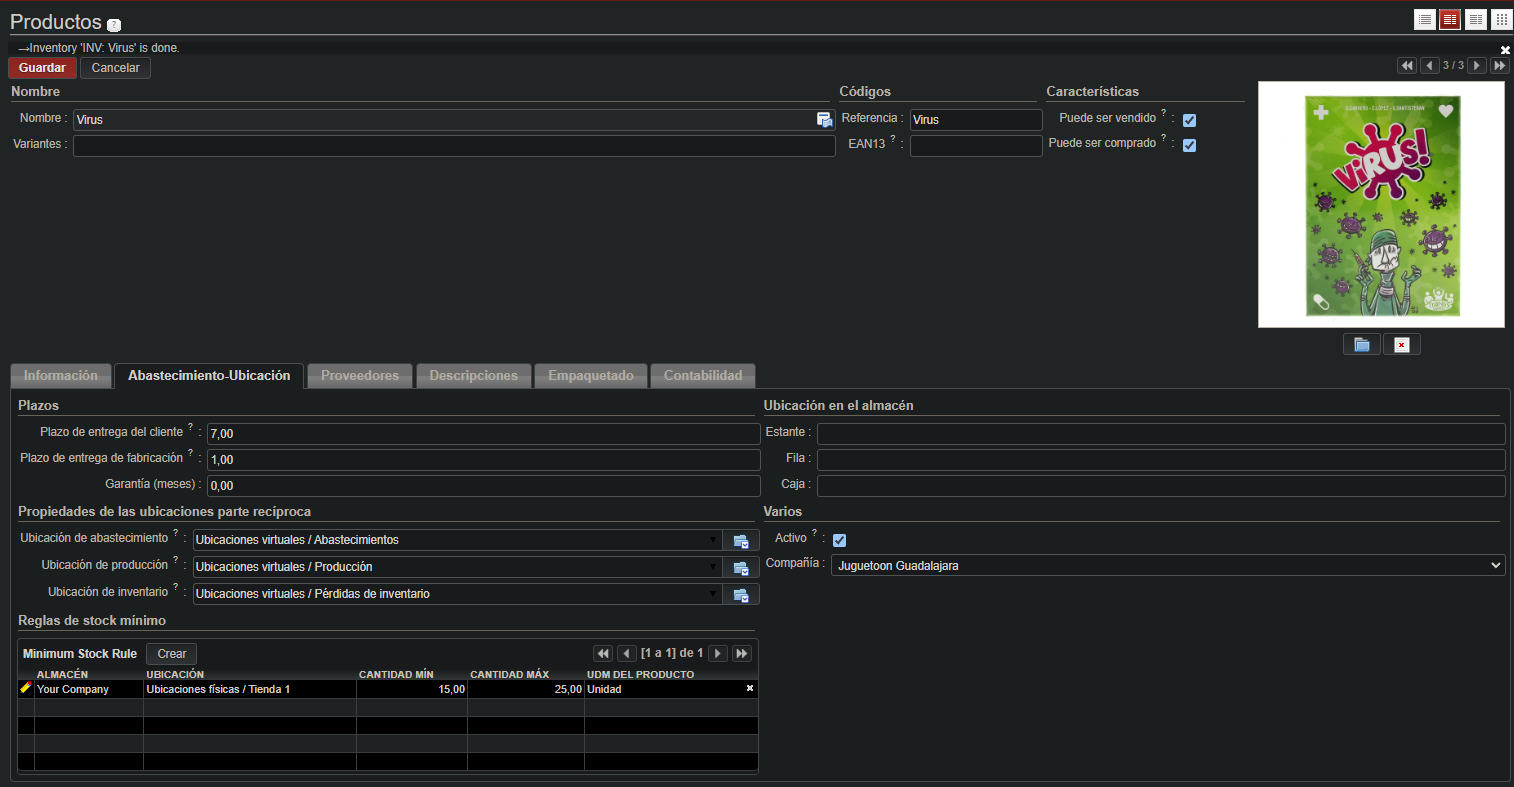 Productos ?
→Inventory 'INV: Virus' is done.
Guardar Cancelar
3 / 3
Nombre Códigos Características
Nombre : Virus Referencia : Virus Puede ser vendido ? :
Variantes : EAN13 ? : Puede ser comprado ? :
ViRUS!
Información Abastecimiento-Ubicación Proveedores Descripciones Empaquetado Contabilidad
Plazos Ubicación en el almacén
Plazo de entrega del cliente ? : 7,00 Estante :
Plazo de entrega de fabricación ? : 1,00 Fila :
Garantía (meses) : 0,00 Caja :
Propiedades de las ubicaciones parte recíproca Varios
Ubicación de abastecimiento ? : Ubicaciones virtuales / Abastecimientos Activo ? :
Ubicación de producción ? : Ubicaciones virtuales / Producción Compañía : Juguetoon Guadalajara
Ubicación de inventario ? : Ubicaciones virtuales / Pérdidas de inventario
Reglas de stock mínimo
Minimum Stock Rule Crear [1 a 1] de 1
ALMACÉN UBICACIÓN CANTIDAD MÍN CANTIDAD MÁX UDM DEL PRODUCTO
Your Company Ubicaciones físicas / Tienda 1 15,00 25,00 Unidad